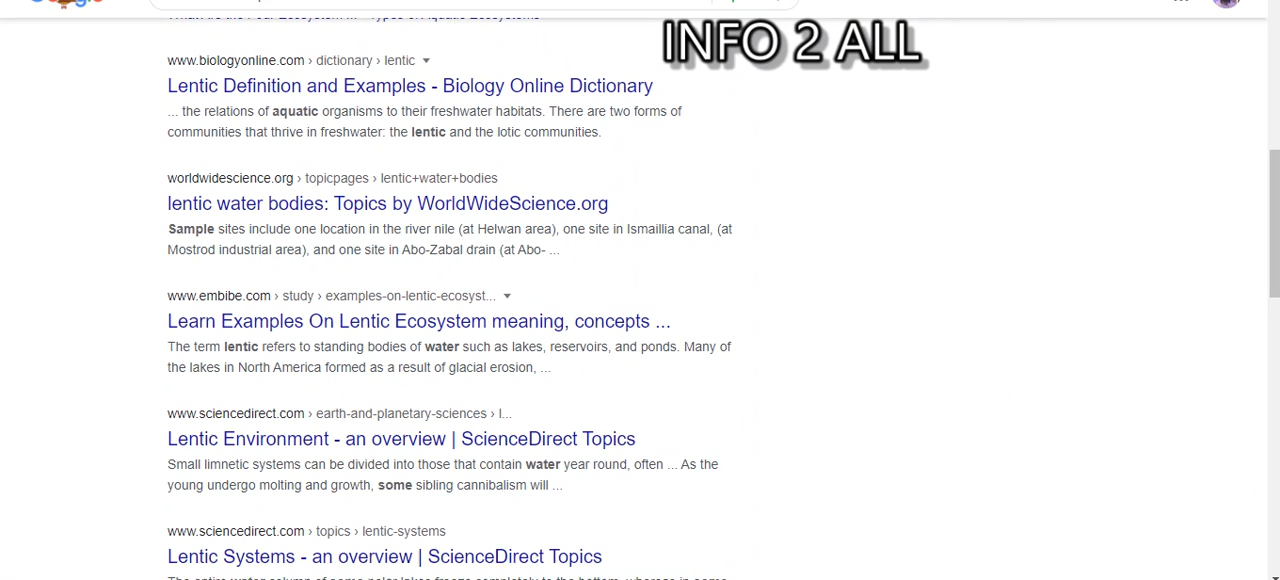 INFO 2 ALL
www.biologyonline.com › dictionary › lentic
Lentic Definition and Examples - Biology Online Dictionary
... the relations of aquatic organisms to their freshwater habitats. There are two forms of
communities that thrive in freshwater: the lentic and the lotic communities.
worldwidescience.org › topicpages › lentic+water+bodies
lentic water bodies: Topics by WorldWideScience.org
Sample sites include one location in the river nile (at Helwan area), one site in Ismaillia canal, (at
Mostrod industrial area), and one site in Abo-Zabal drain (at Abo- ...
www.embibe.com › study › examples-on-lentic-ecosyst...
Learn Examples On Lentic Ecosystem meaning, concepts ...
The term lentic refers to standing bodies of water such as lakes, reservoirs, and ponds. Many of
the lakes in North America formed as a result of glacial erosion, ...
www.sciencedirect.com › earth-and-planetary-sciences › l...
Lentic Environment - an overview | ScienceDirect Topics
Small limnetic systems can be divided into those that contain water year round, often ... As the
young undergo molting and growth, some sibling cannibalism will ...
www.sciencedirect.com › topics › lentic-systems
Lentic Systems - an overview | ScienceDirect Topics